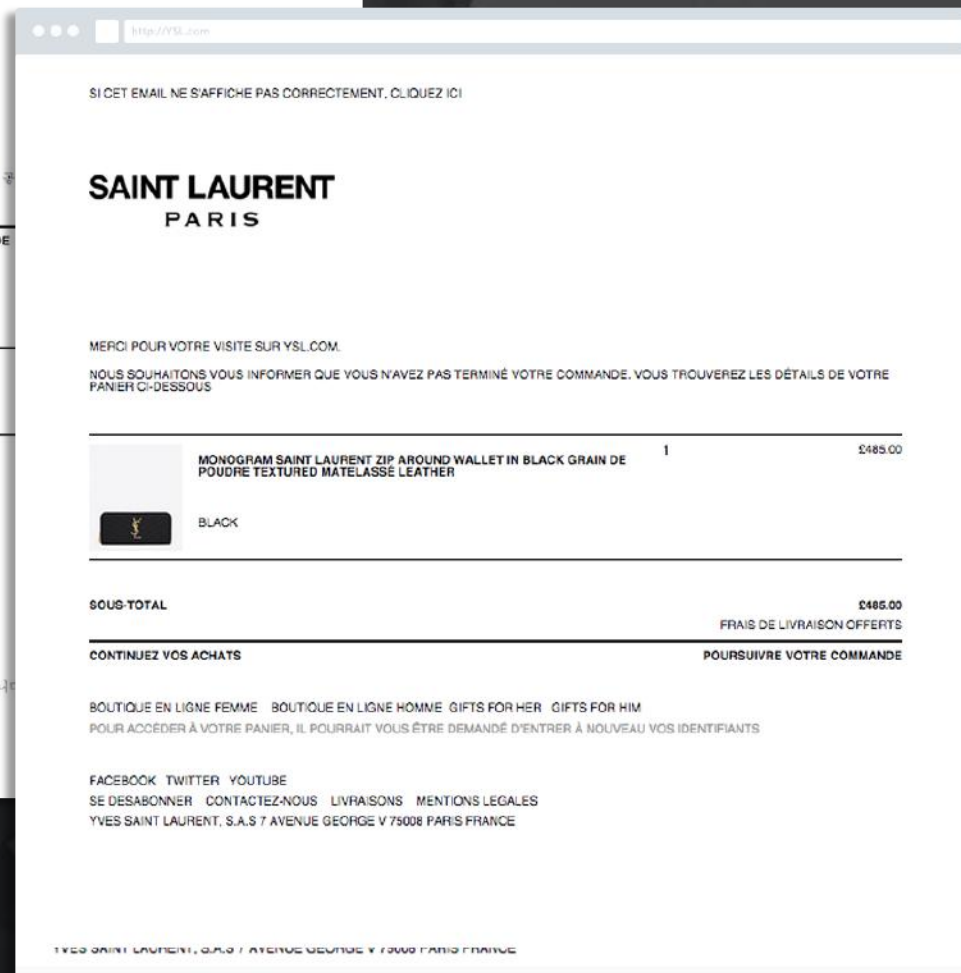 http://YSL.com
SI CET EMAIL NE S'AFFICHE PAS CORRECTEMENT, CLIQUEZ ICI
SAINT LAURENT
PARIS
DE
MERCI POUR VOTRE VISITE SUR YSL.COM.
NOUS SOUHAITONS VOUS INFORMER QUE VOUS N'AVEZ PAS TERMINÉ VOTRE COMMANDE. VOUS TROUVEREZ LES DÉTAILS DE VOTRE
PANIER CI-DESSOUS
MONOGRAM SAINT LAURENT ZIP AROUND WALLET IN BLACK GRAIN DE 1 £485.00
POUDRE TEXTURED MATELASSÉ LEATHER
BLACK
SOUS-TOTAL £485.00
FRAIS DE LIVRAISON OFFERTS
CONTINUEZ VOS ACHATS POURSUIVRE VOTRE COMMANDE
BOUTIQUE EN LIGNE FEMME BOUTIQUE EN LIGNE HOMME GIFTS FOR HER GIFTS FOR HIM
POUR ACCÉDER À VOTRE PANIER, IL POURRAIT VOUS ÊTRE DEMANDÉ D'ENTRER À NOUVEAU VOS IDENTIFIANTS
FACEBOOK TWITTER YOUTUBE
SE DESABONNER CONTACTEZ-NOUS LIVRAISONS MENTIONS LEGALES
YVES SAINT LAURENT, S.A.S 7 AVENUE GEORGE V 75008 PARIS FRANCE
YVES SAINT LAURENT, S.A.S 7 AVENUE GEORGE V 75008 PARIS FRANCE